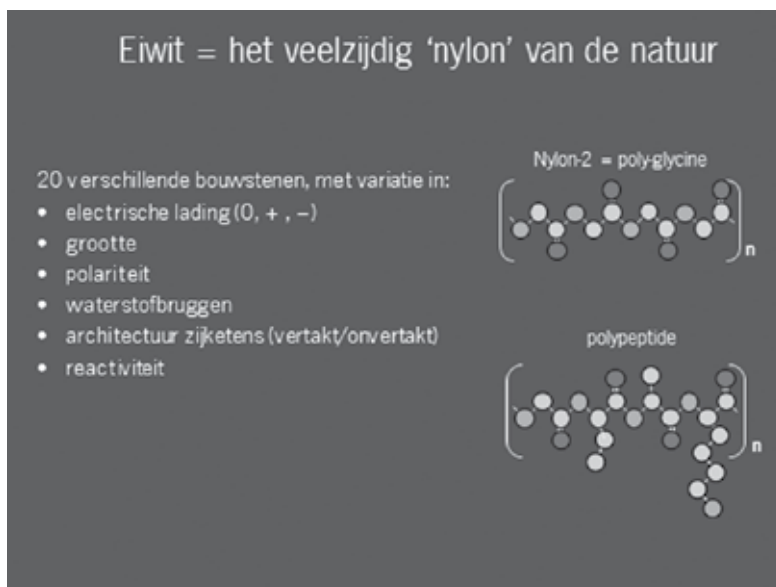 Eiwit = het veelzijdig ‘nylon’ van de natuur
20 verschillende bouwstenen, met variatie in:
• electrische lading (0, + , –)
• grootte
• polariteit
• waterstofbruggen
• architectuur zijketens (vertakt/onvertakt)
• reactiviteit
Nylon-2 = poly-glycine
n
polypeptide
n